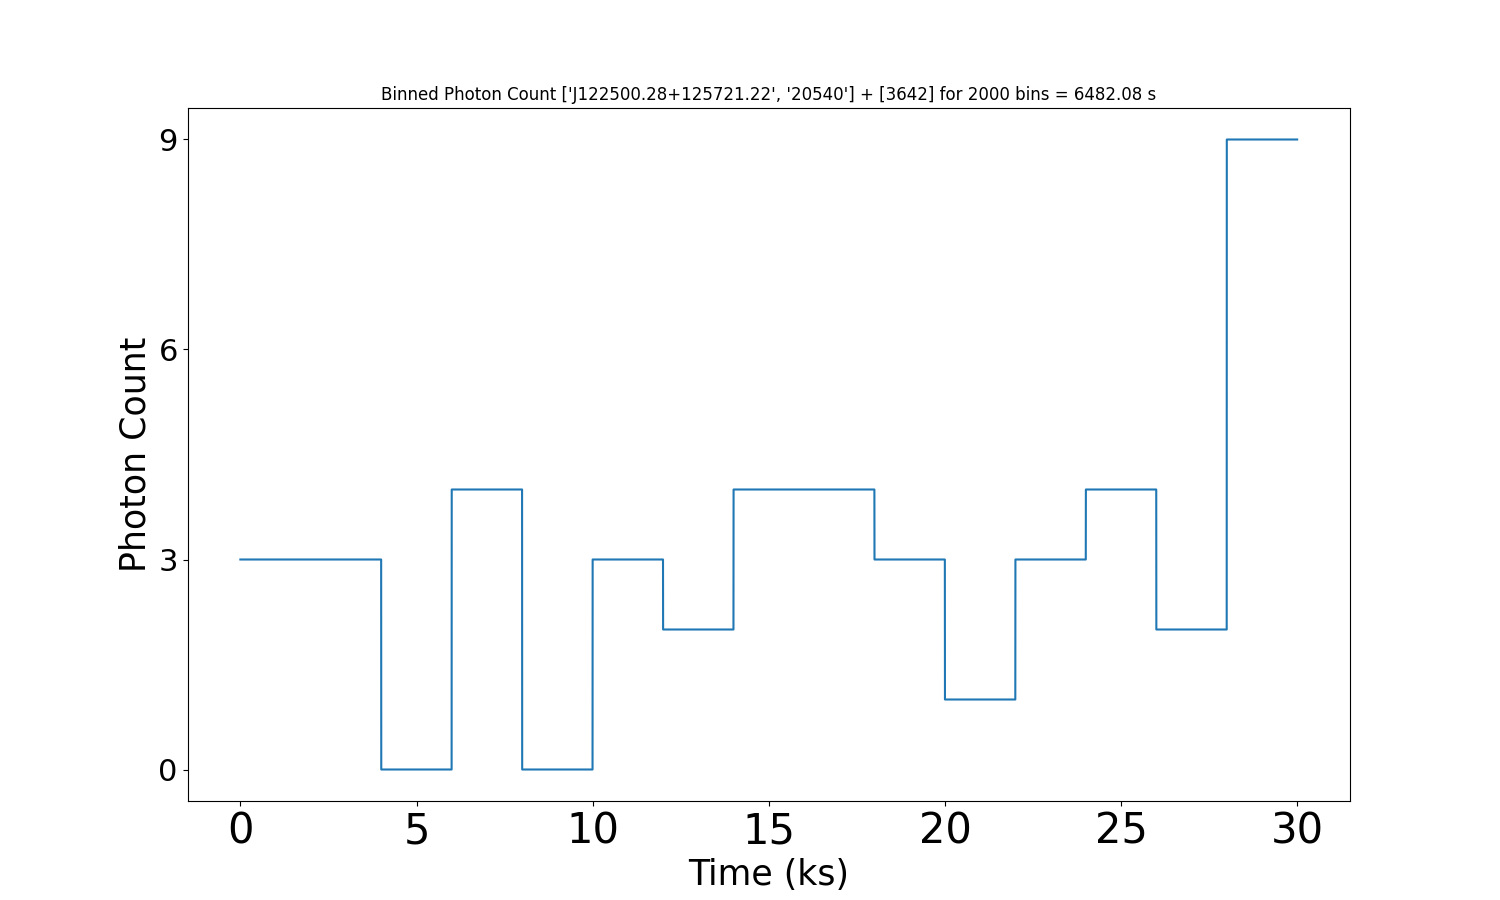 Binned Photon Count ['J122500.28+125721.22', '20540'] + [3642] for 2000 bins = 6482.08 s
9
6
3
0
Photon Count
0 5 10 15 20 25 30
Time (ks)